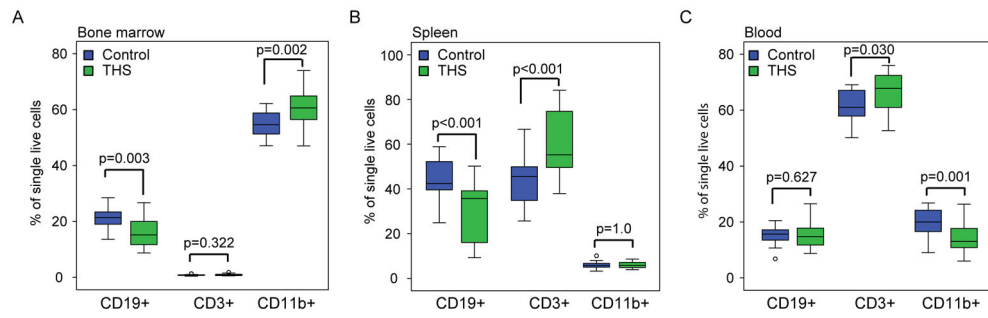 A
Bone marrow
Control
THS
% of single live cells
80
60
40
20
0
p=0.003
p=0.322
p=0.002
CD19+ CD3+ CD11b+
B
Spleen
Control
THS
% of single live cells
100
80
60
40
20
0
p<0.001
p<0.001
p=1.0
CD19+ CD3+ CD11b+
C
Blood
Control
THS
% of single live cells
80
60
40
20
0
p=0.627
p=0.030
p=0.001
CD19+ CD3+ CD11b+